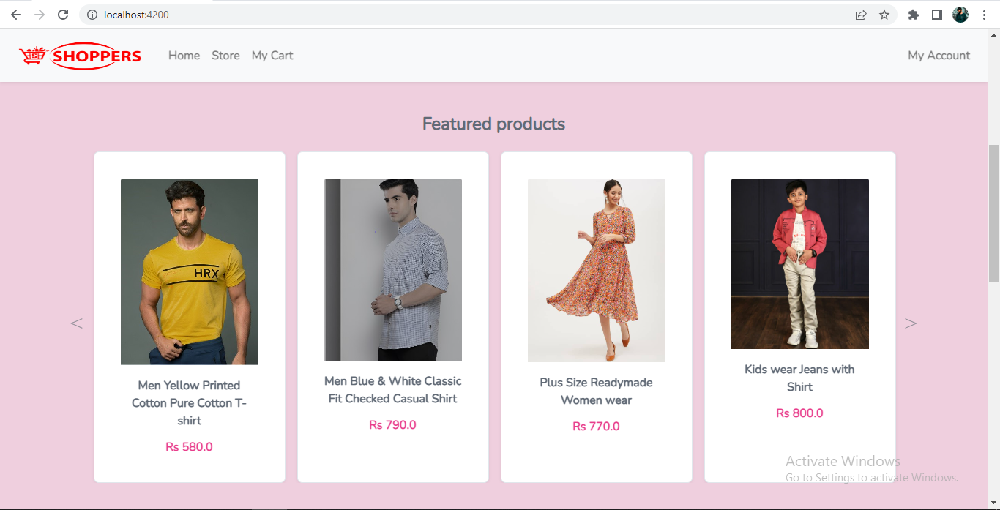 localhost:4200
SHOPPERS
Home Store My Cart My Account
Featured products
HRX
Men Yellow Printed
Cotton Pure Cotton T-
shirt
Rs 580.0
Men Blue & White Classic
Fit Checked Casual Shirt
Rs 790.0
Plus Size Readymade
Women wear
Rs 770.0
Kids wear Jeans with
Shirt
Rs 800.0
<
>
Activate Windows
Go to Settings to activate Windows.